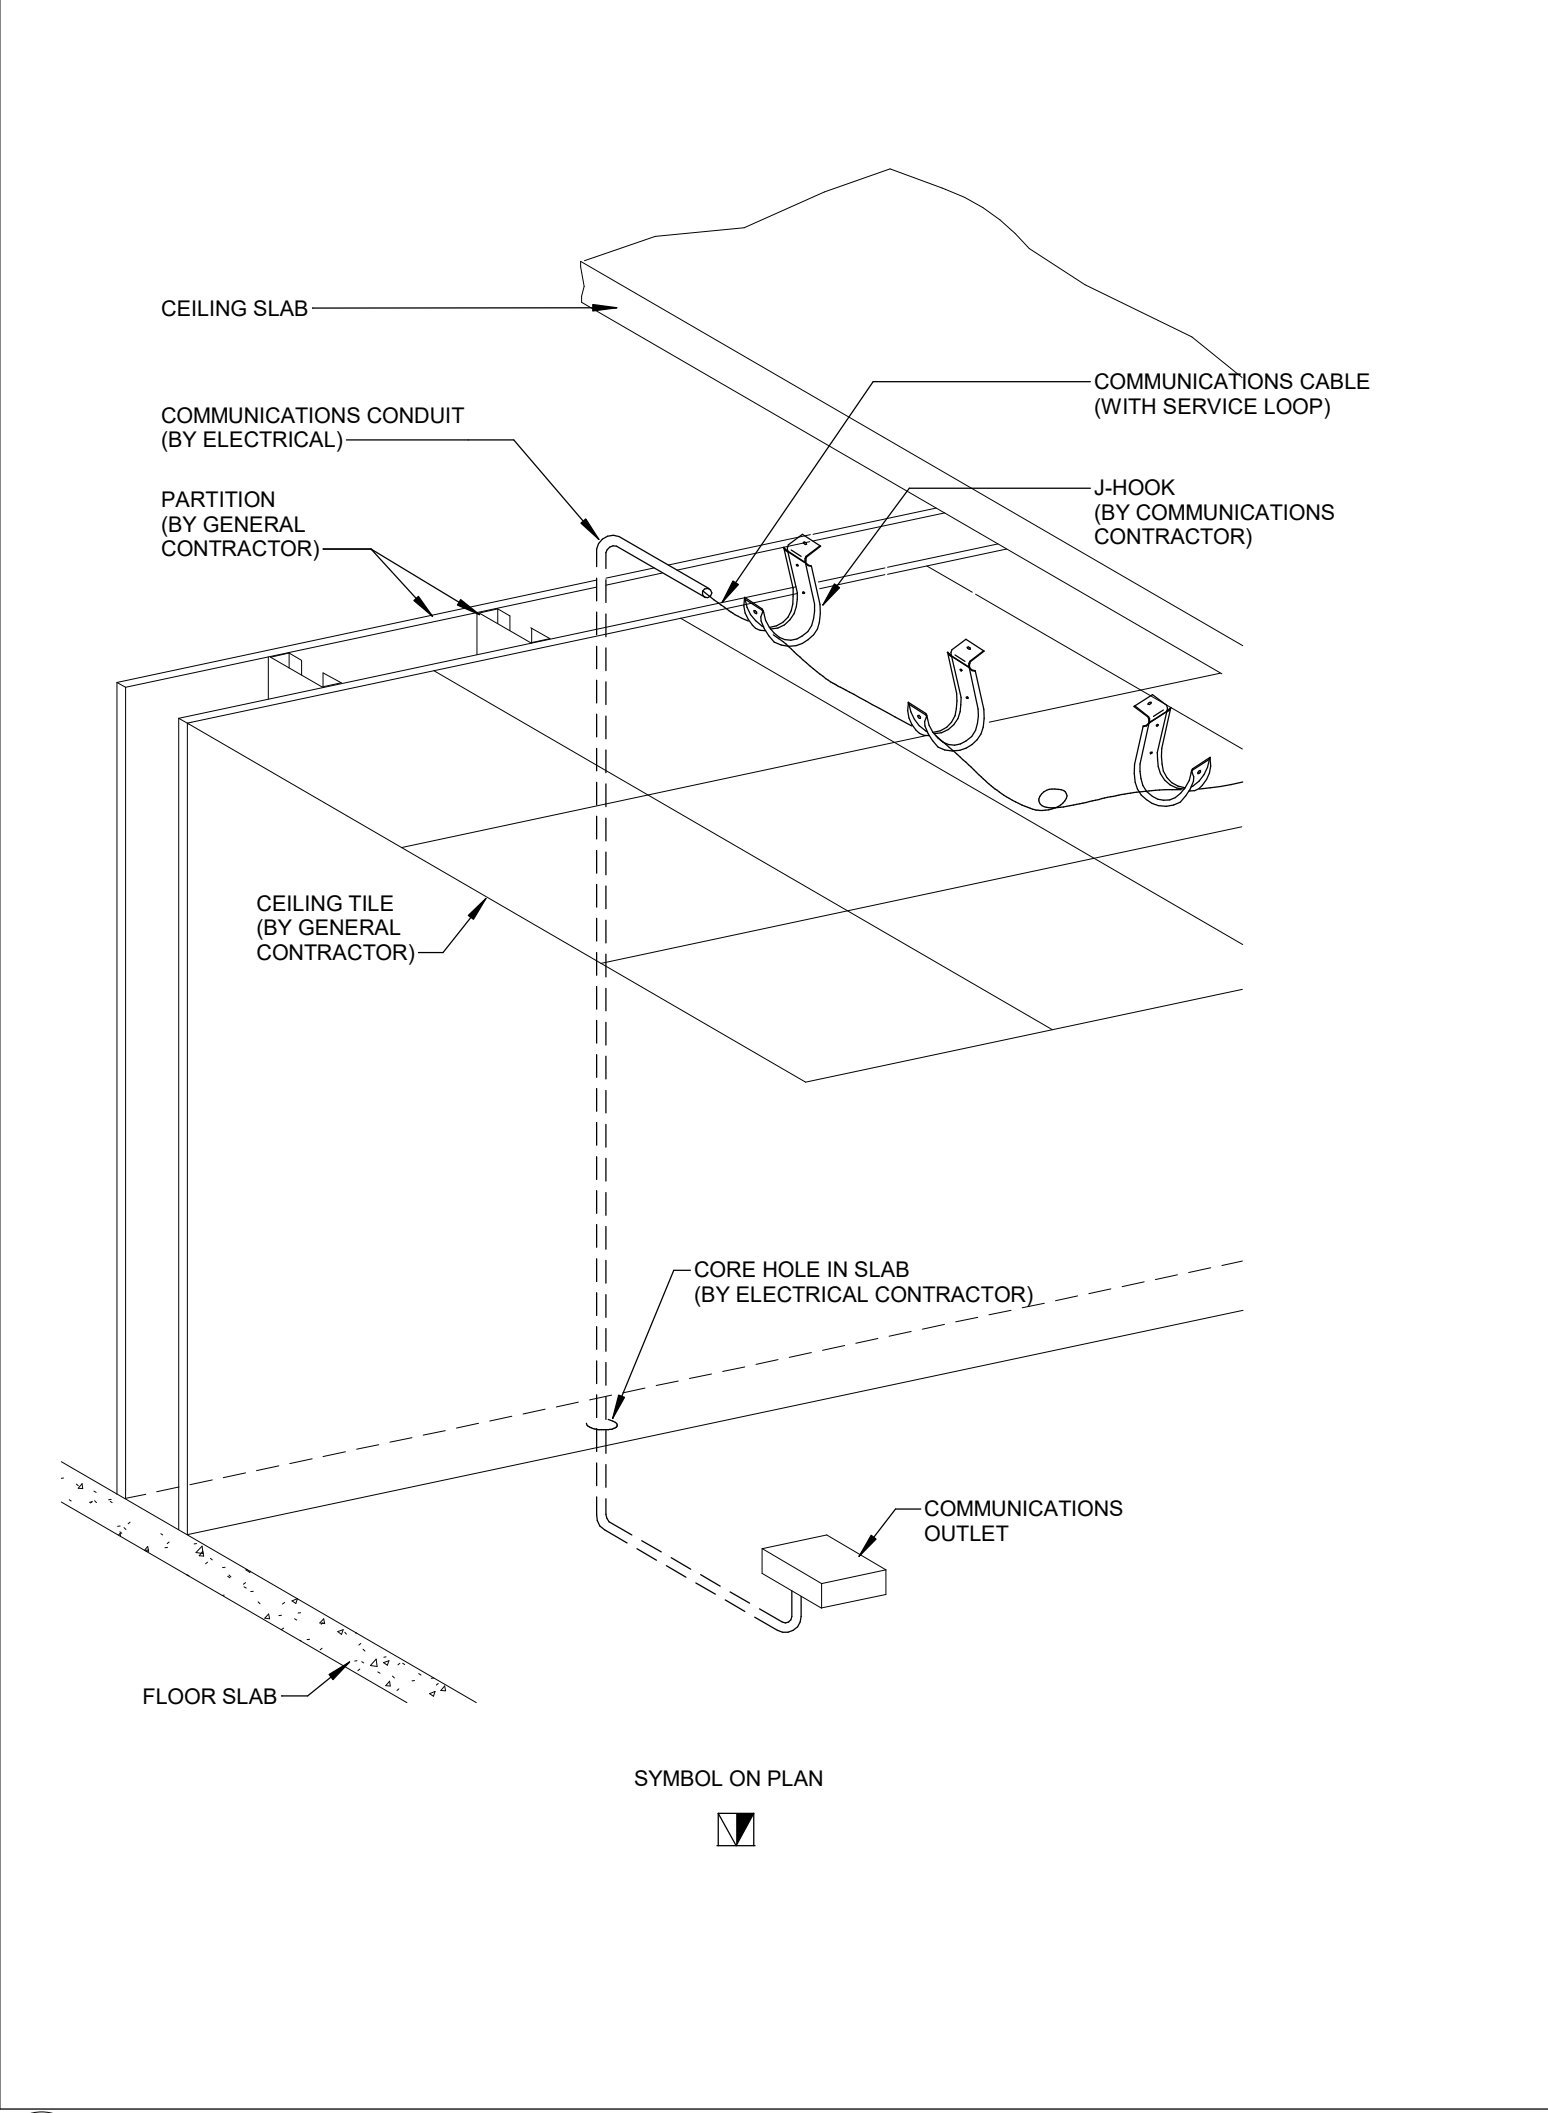 CEILING SLAB
COMMUNICATIONS CABLE
(WITH SERVICE LOOP)
COMMUNICATIONS CONDUIT
(BY ELECTRICAL)
J-HOOK
(BY COMMUNICATIONS
CONTRACTOR)
PARTITION
(BY GENERAL
CONTRACTOR)
CEILING TILE
(BY GENERAL
CONTRACTOR)
CORE HOLE IN SLAB
(BY ELECTRICAL CONTRACTOR)
COMMUNICATIONS
OUTLET
FLOOR SLAB
SYMBOL ON PLAN